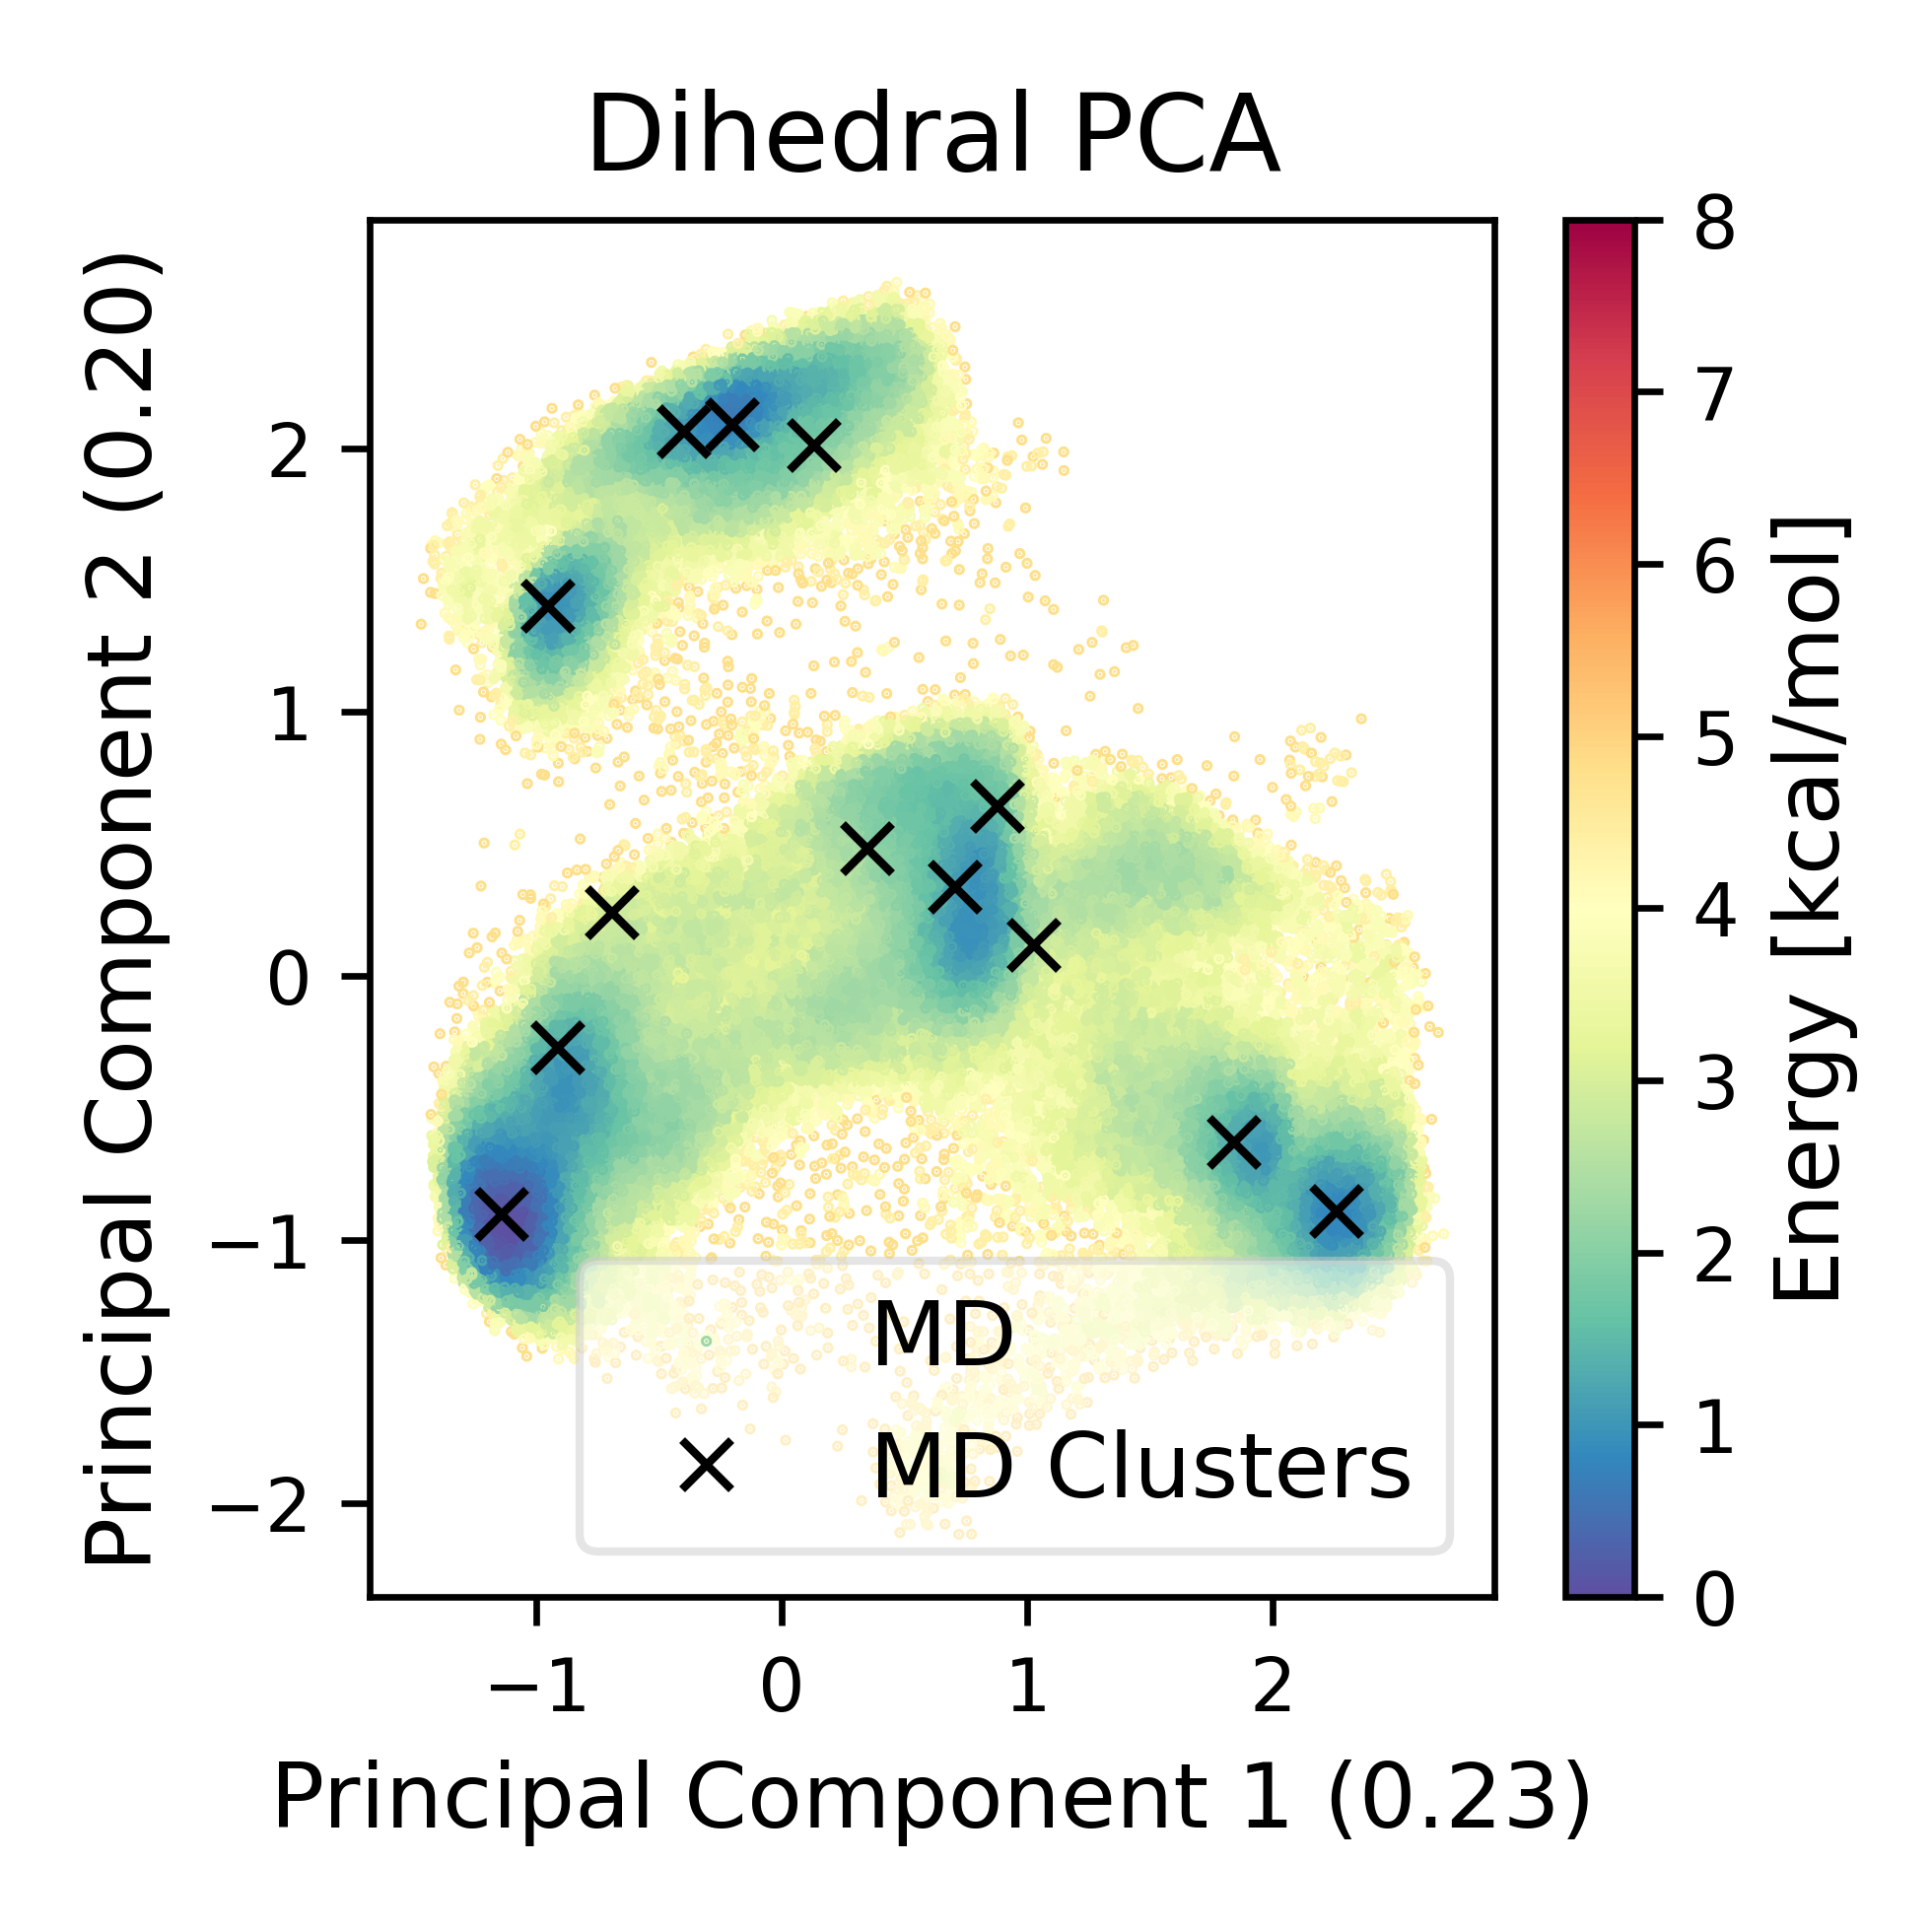 Dihedral PCA
Principal Component 2 (0.20)
2
1
0
−1
−2
−1 0 1 2
Principal Component 1 (0.23)
MD
MD Clusters
8
7
6
5
4
3
2
1
0
Energy [kcal/mol]